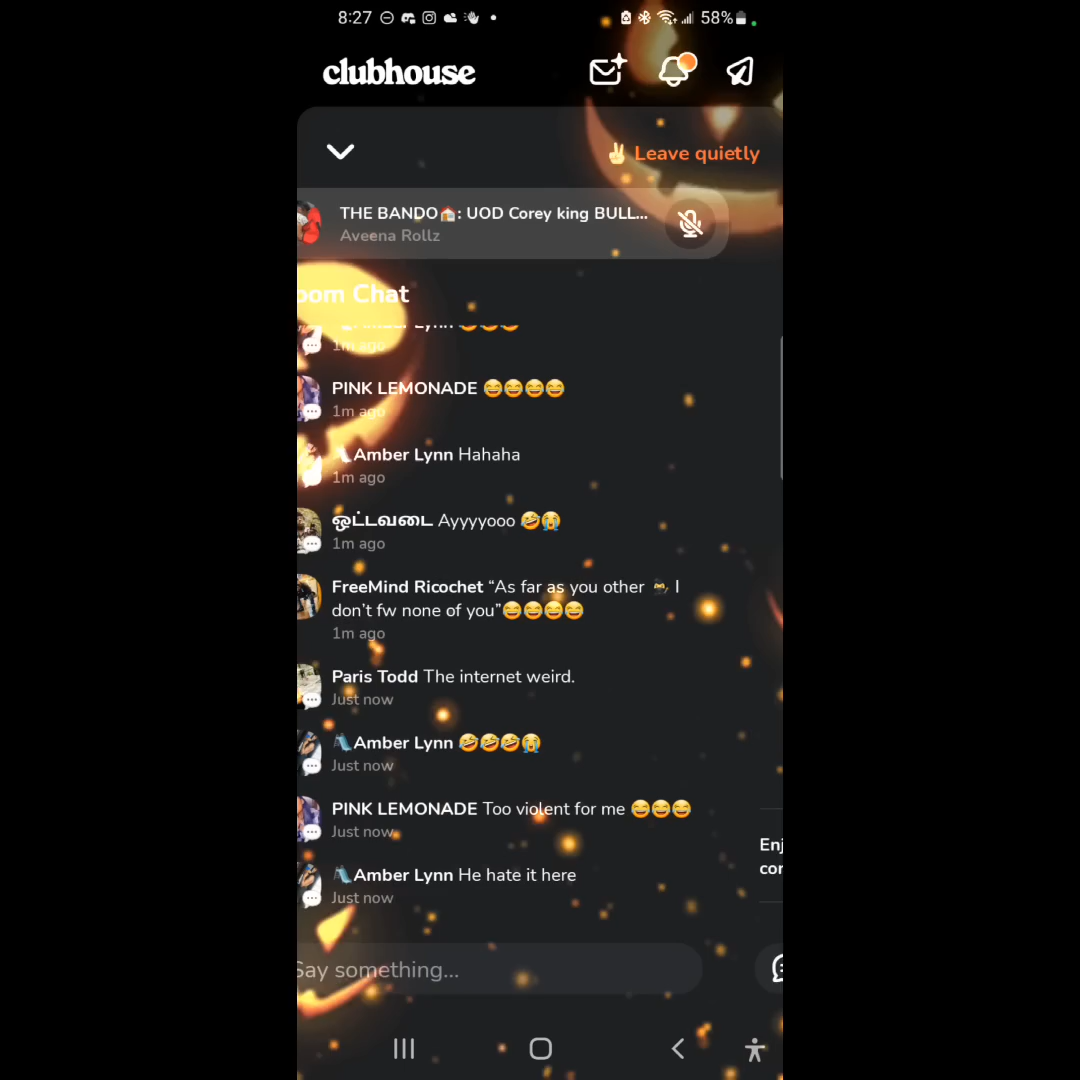 8:27
58%
clubhouse
✌️ Leave quietly
THE BANDO🏠: UOD Corey king BULL...
Aveena Rollz
oom Chat
Amber Lynn 😂😂😂
1m ago
PINK LEMONADE 😂😂😂😂
1m ago
Amber Lynn Hahaha
1m ago
ஓட்டவடை Ayyyyooo 🤣😭
1m ago
FreeMind Ricochet “As far as you other 🥷 I
don’t fw none of you”😂😂😂😂
1m ago
Paris Todd The internet weird.
Just now
Amber Lynn 🤣🤣🤣😭
Just now
PINK LEMONADE Too violent for me 😂😂😂
Just now
Amber Lynn He hate it here
Just now
Enj
con
Say something...